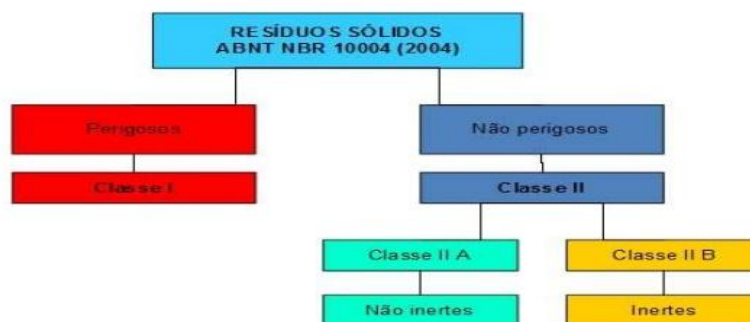 RESÍDUOS SÓLIDOS
ABNT NBR 10004 (2004)
Perigosos
Não perigosos
Classe I
Classe II
Classe II A
Classe II B
Não inertes
Inertes